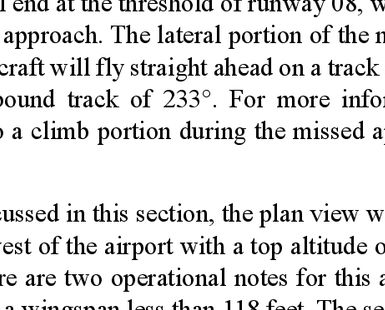 end at the threshold of runway 08, w
approach. The lateral portion of the
craft will fly straight ahead on a track
bound track of 233°. For more infor
a climb portion during the missed a
cussed in this section, the plan view w
west of the airport with a top altitude o
re are two operational notes for this a
a wingspan less than 118 feet. The se